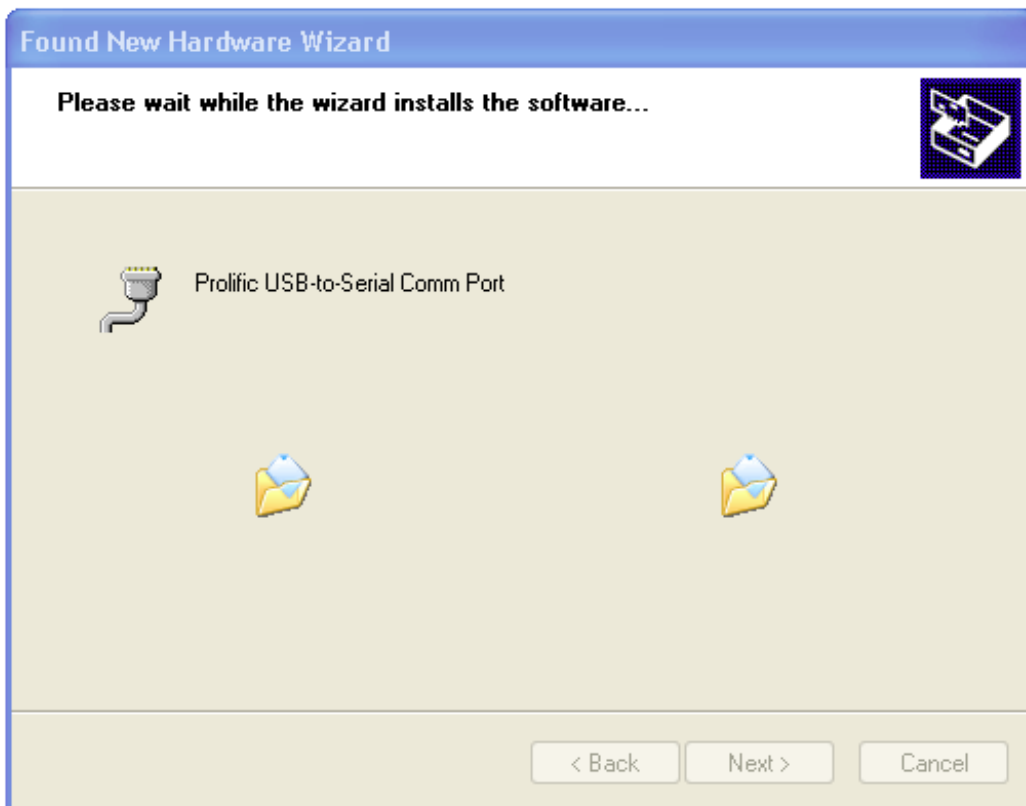 Found New Hardware Wizard
Please wait while the wizard installs the software...
Prolific USB-to-Serial Comm Port
< Back
Next >
Cancel